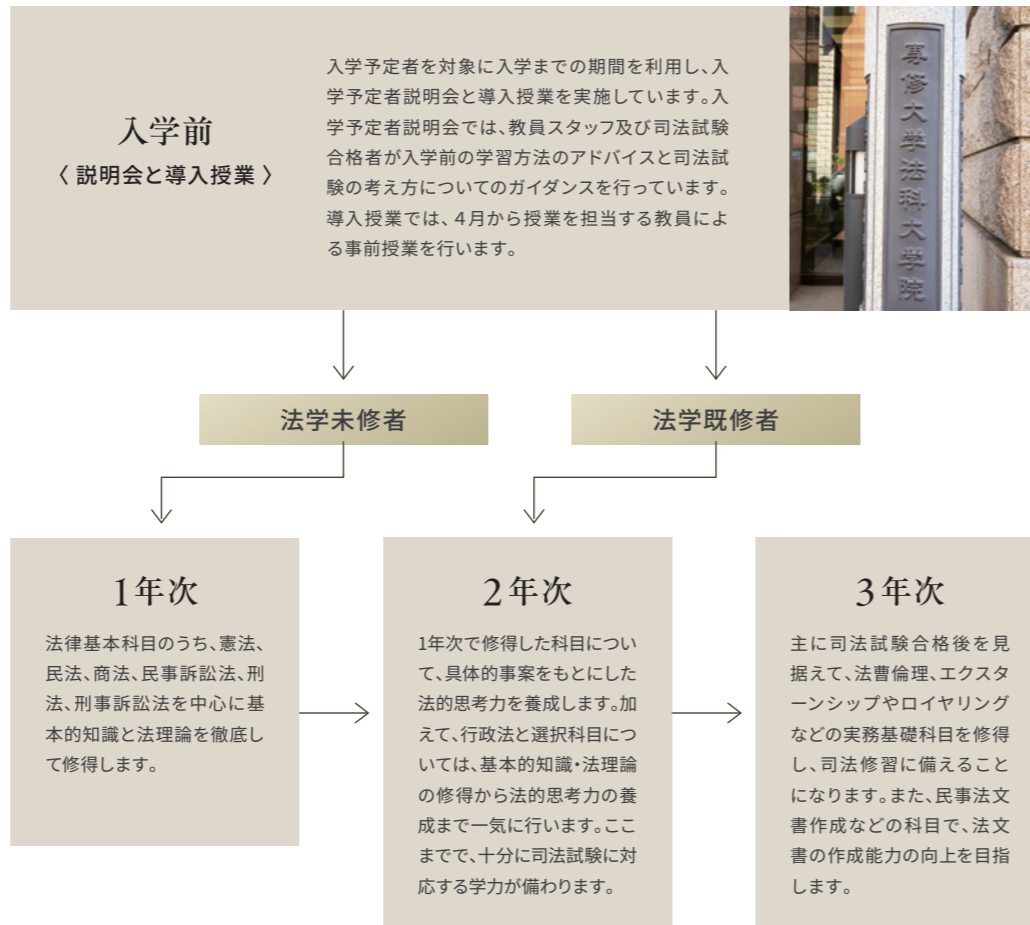 入学前
〈 説明会と導入授業 〉
入学予定者を対象に入学までの期間を利用し、入
学予定者説明会と導入授業を実施しています。入
学予定者説明会では、教員スタッフ及び司法試験
合格者が入学前の学習方法のアドバイスと司法試
験の考え方についてのガイダンスを行っています。
導入授業では、4月から授業を担当する教員によ
る事前授業を行います。
専修大学法科大学院
法学未修者
法学既修者
1年次
法律基本科目のうち、憲法、
民法、商法、民事訴訟法、刑
法、刑事訴訟法を中心に基
本的知識と法理論を徹底し
て修得します。
2年次
1年次で修得した科目につい
て、具体的事案をもとにした
法的思考力を養成します。加
えて、行政法と選択科目につ
いては、基本的知識・法理論
の修得から法的思考力の養
成まで一気に行います。ここ
までで、十分に司法試験に対
応する学力が備わります。
3年次
主に司法試験合格後を見
据えて、法曹倫理、エクスタ
ーンシップやロイヤリング
などの実務基礎科目を修得
し、司法修習に備えること
になります。また、民事法文
書作成などの科目で、法文
書の作成能力の向上を目指
します。